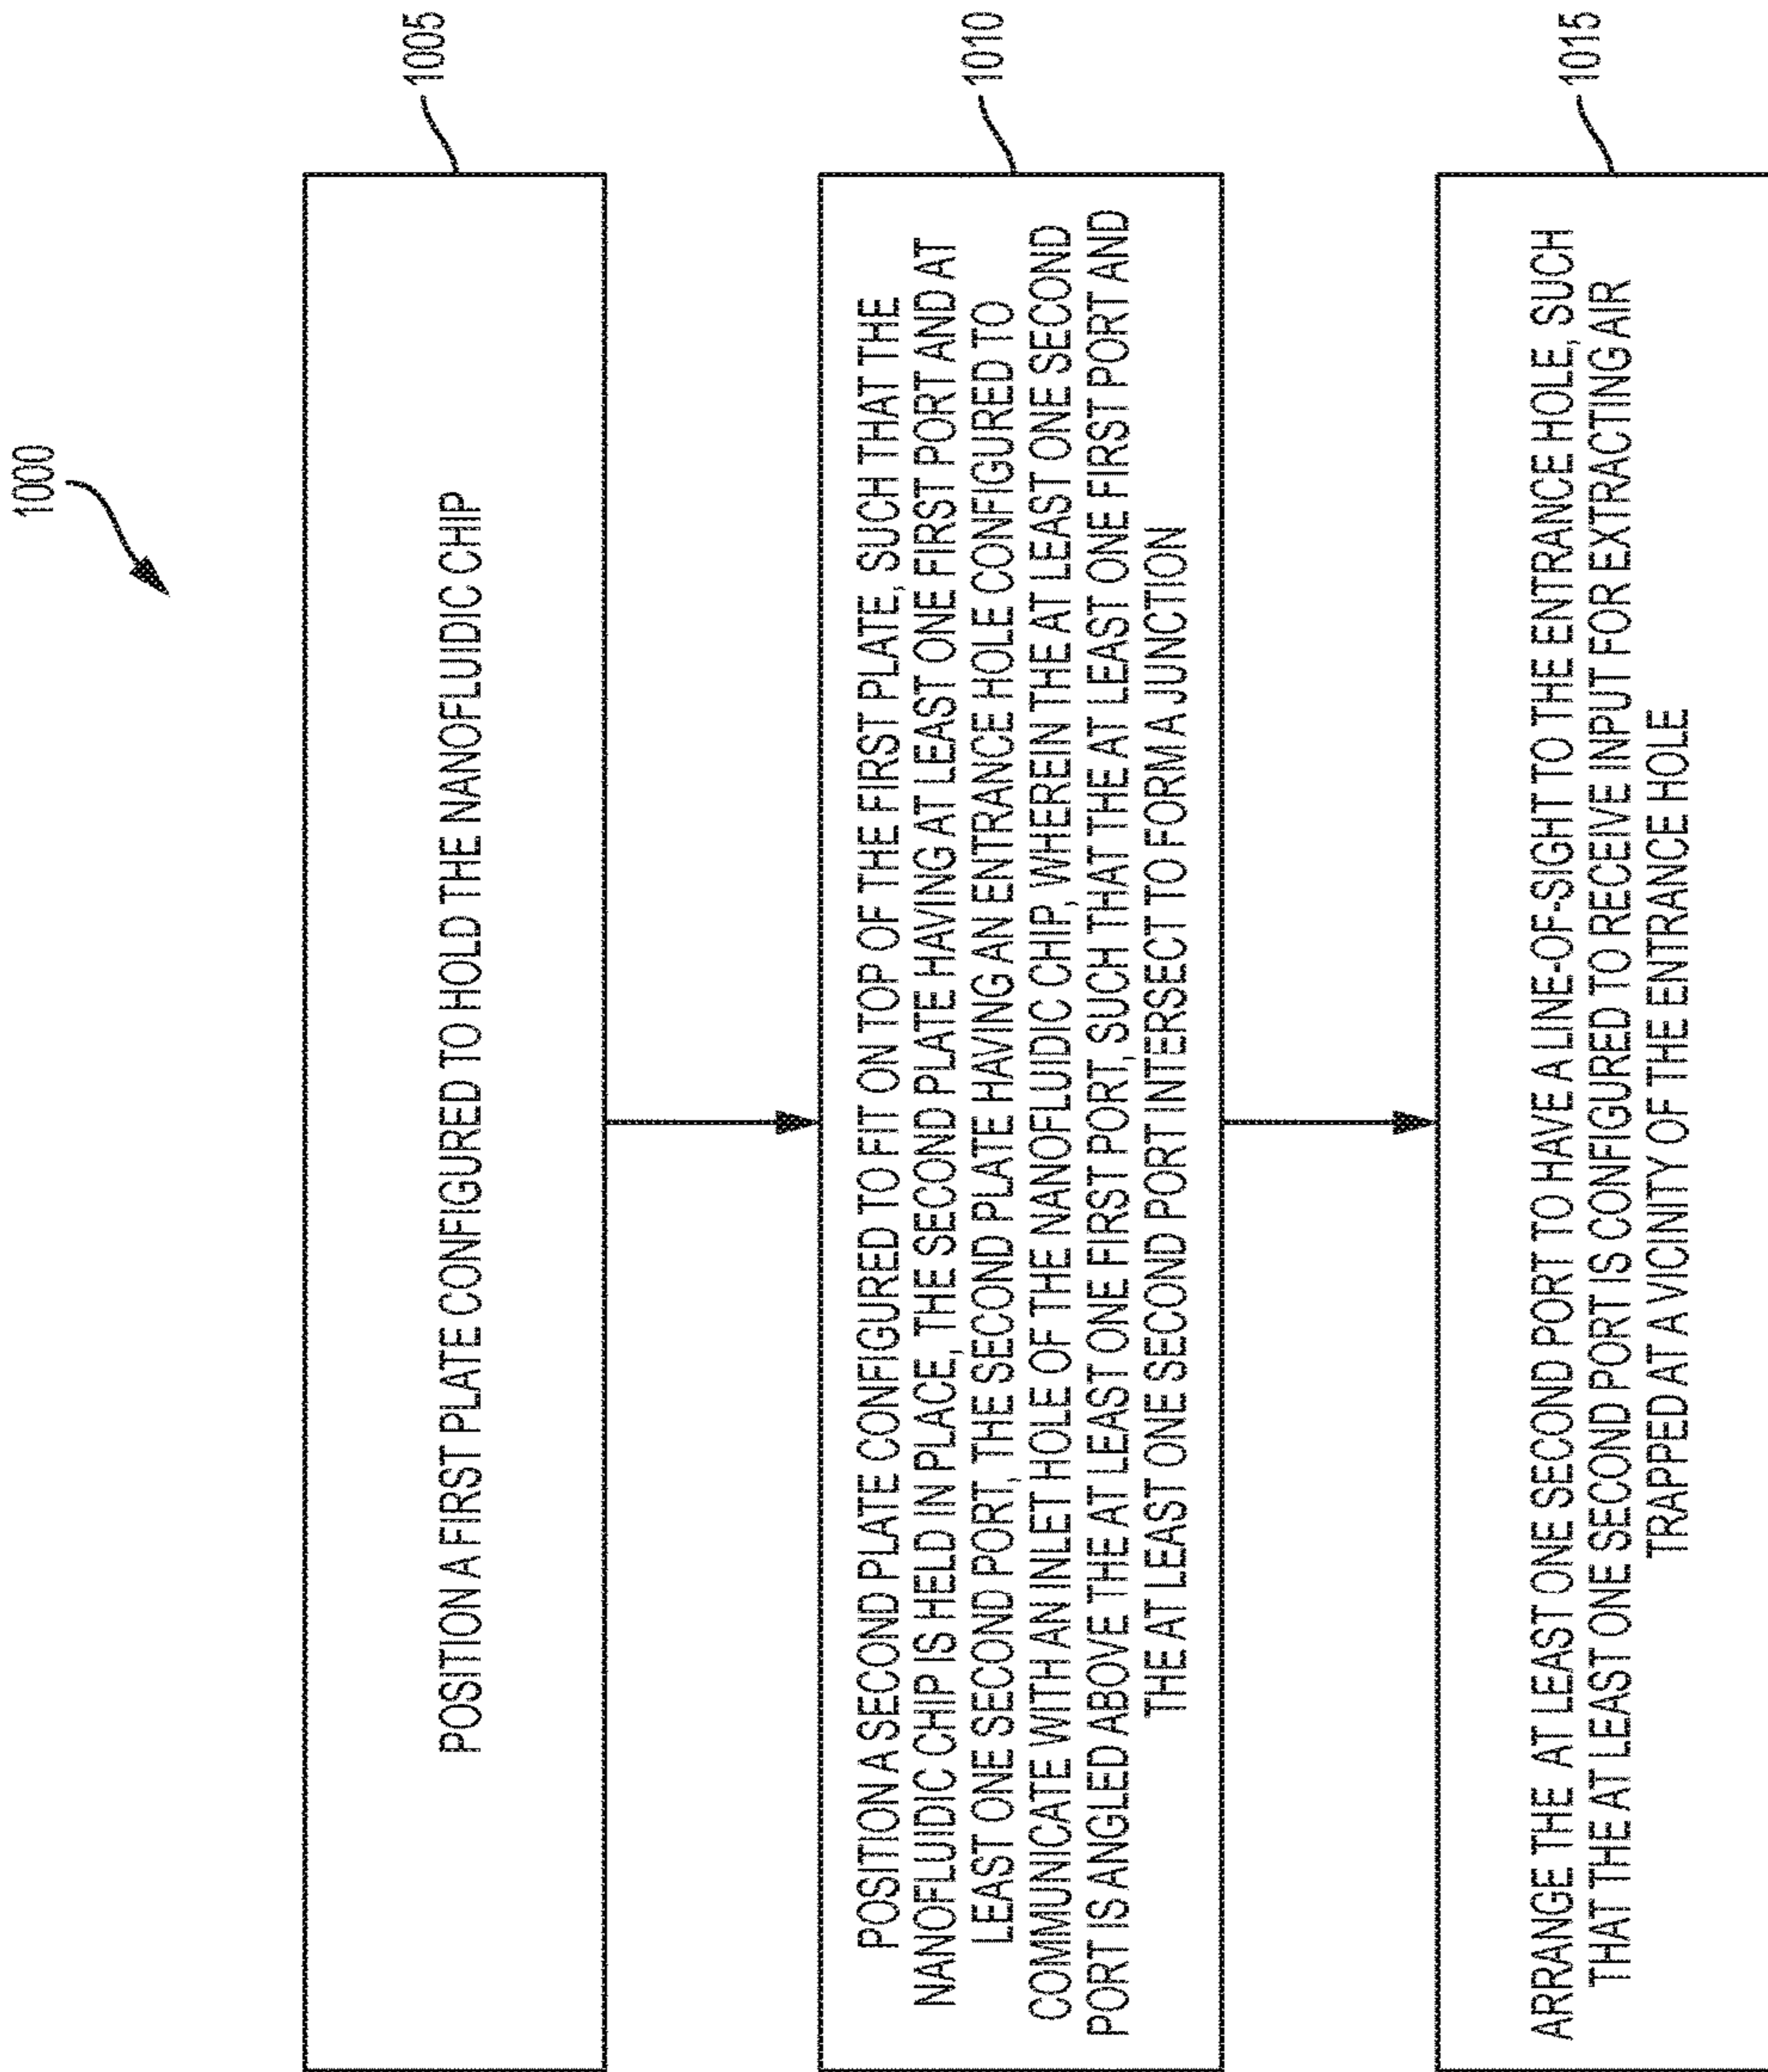 1000
POSITION A FIRST PLATE CONFIGURED TO HOLD THE NANOFLUIDIC CHIP
1005
POSITION A SECOND PLATE CONFIGURED TO FIT ON TOP OF THE FIRST PLATE, SUCH THAT THE
NANOFLUIDIC CHIP IS HELD IN PLACE, THE SECOND PLATE HAVING AT LEAST ONE FIRST PORT AND AT
LEAST ONE SECOND PORT, THE SECOND PLATE HAVING AN ENTRANCE HOLE CONFIGURED TO
COMMUNICATE WITH AN INLET HOLE OF THE NANOFLUIDIC CHIP, WHEREIN THE AT LEAST ONE SECOND
PORT IS ANGLED ABOVE THE AT LEAST ONE FIRST PORT, SUCH THAT THE AT LEAST ONE FIRST PORT AND
THE AT LEAST ONE SECOND PORT INTERSECT TO FORM A JUNCTION
1010
ARRANGE THE AT LEAST ONE SECOND PORT TO HAVE A LINE-OF-SIGHT TO THE ENTRANCE HOLE, SUCH
THAT THE AT LEAST ONE SECOND PORT IS CONFIGURED TO RECEIVE INPUT FOR EXTRACTING AIR
TRAPPED AT A VICINITY OF THE ENTRANCE HOLE
1015